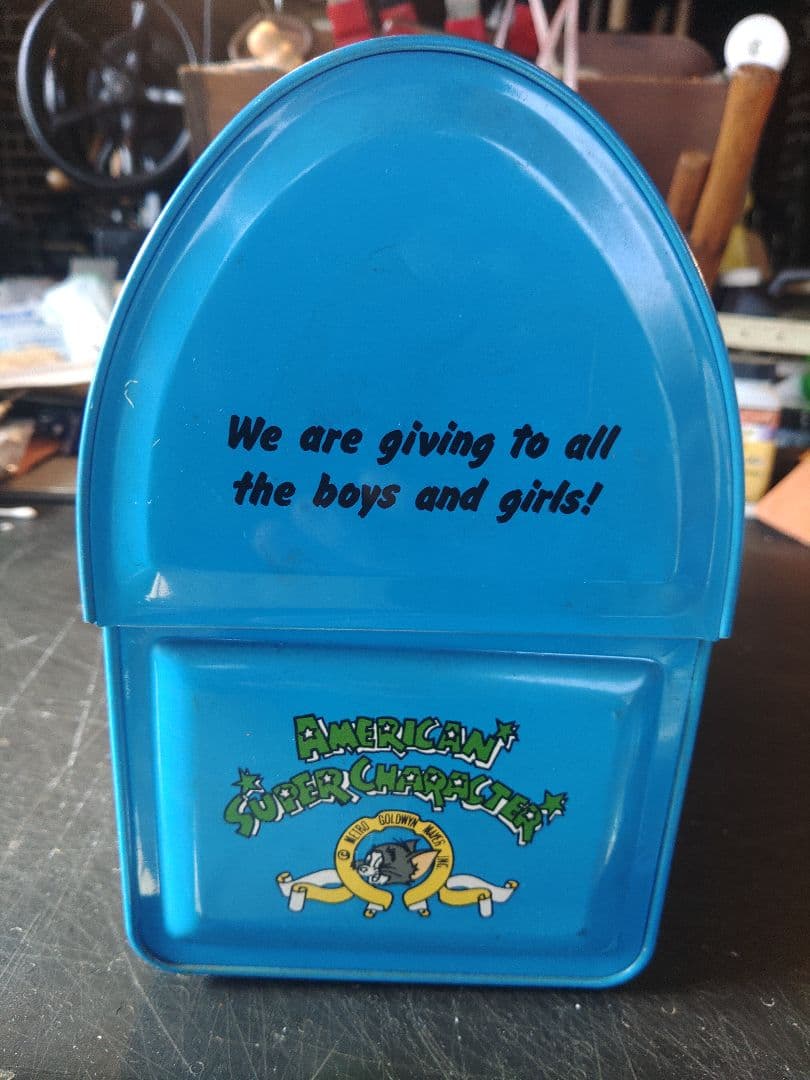 We are giving to all
the boys and girls!
AMERICAN
SUPER CHARACTER
© METRO GOLDWYN MAYER INC